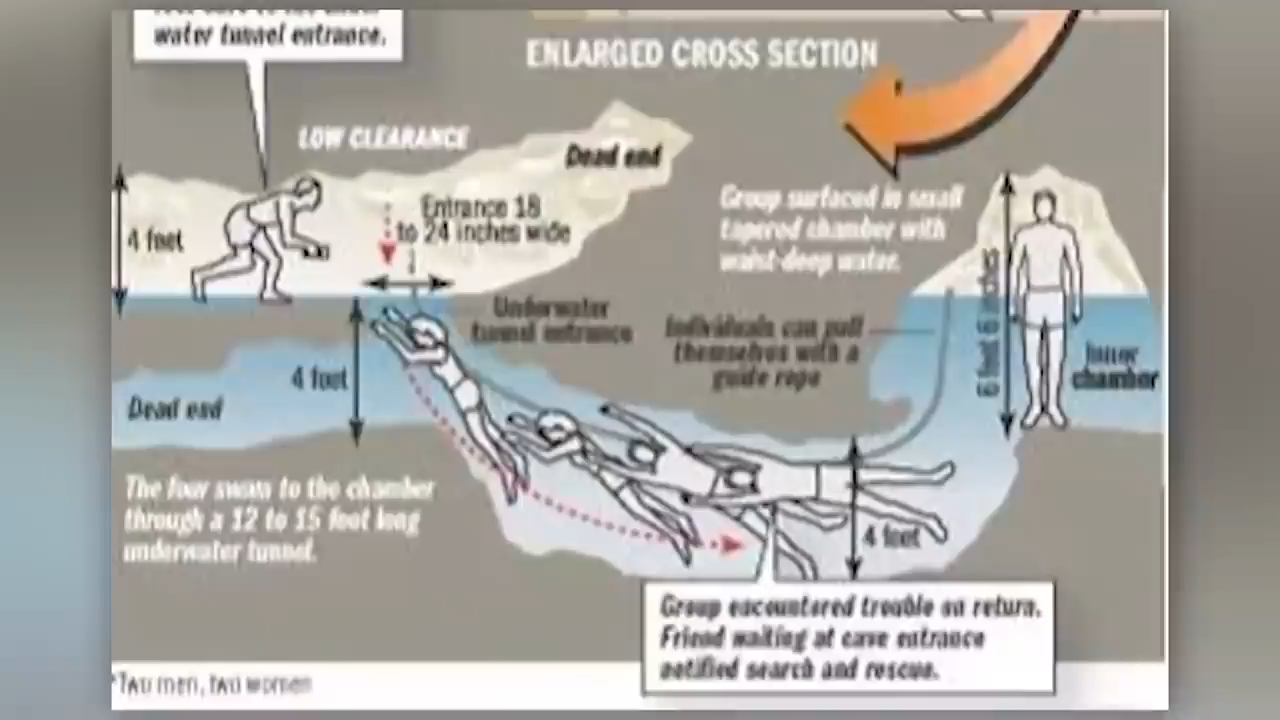 water tunnel entrance.
ENLARGED CROSS SECTION
LOW CLEARANCE
Dead end
4 feet
Entrance 18
to 24 inches wide
Group surfaced in small
tapered chamber with
waist-deep water.
Underwater
tunnel entrance
Individuals can pull
themselves with a
guide rope
6 feet 6 inches
Inner
chamber
4 feet
Dead end
The four swam to the chamber
through a 12 to 15 foot long
underwater tunnel.
4 feet
Group encountered trouble on return.
Friend waiting at cave entrance
notified search and rescue.
*Two men, two women